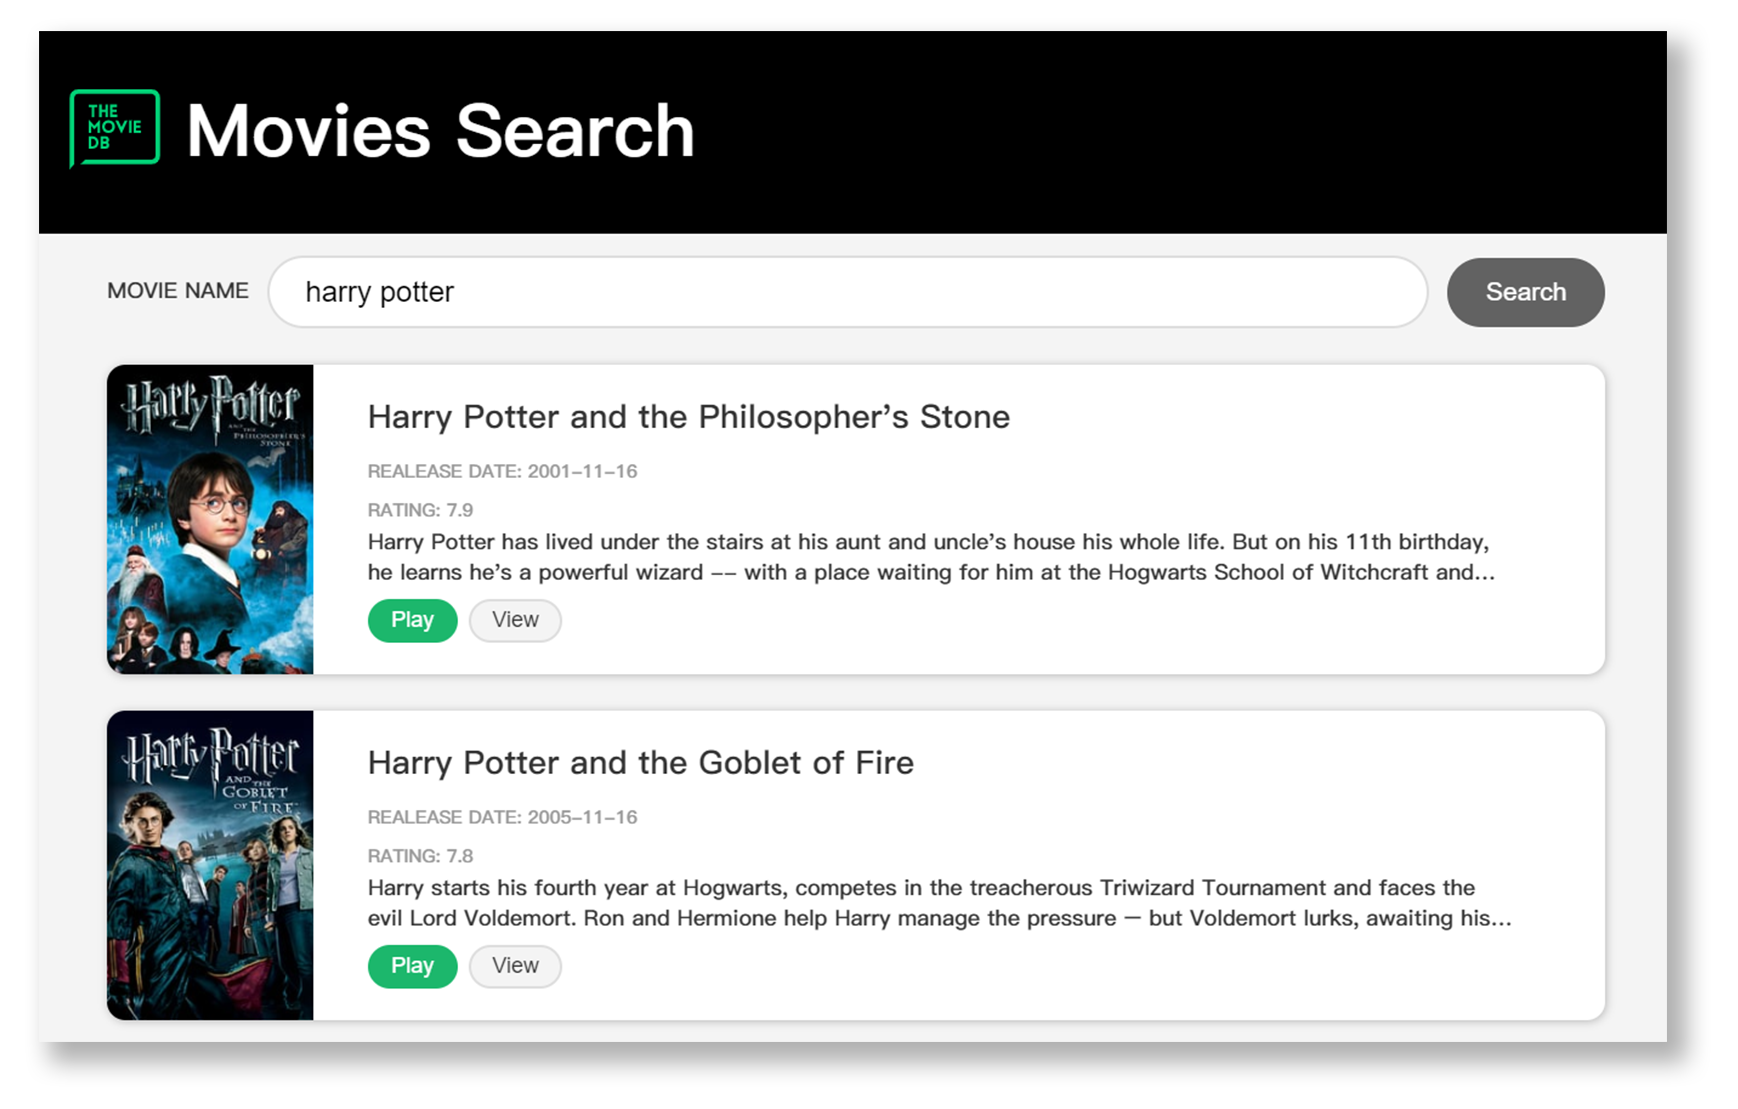 THE
MOVIE
DB
Movies Search
MOVIE NAME
harry potter
Search
Harry Potter
AND THE
PHILOSOPHER'S
STONE
Harry Potter and the Philosopher's Stone
REALEASE DATE: 2001-11-16
RATING: 7.9
Harry Potter has lived under the stairs at his aunt and uncle's house his whole life. But on his 11th birthday,
he learns he's a powerful wizard -- with a place waiting for him at the Hogwarts School of Witchcraft and...
Play
View
Harry Potter
AND THE
GOBLET
OF FIRE
Harry Potter and the Goblet of Fire
REALEASE DATE: 2005-11-16
RATING: 7.8
Harry starts his fourth year at Hogwarts, competes in the treacherous Triwizard Tournament and faces the
evil Lord Voldemort. Ron and Hermione help Harry manage the pressure – but Voldemort lurks, awaiting his...
Play
View